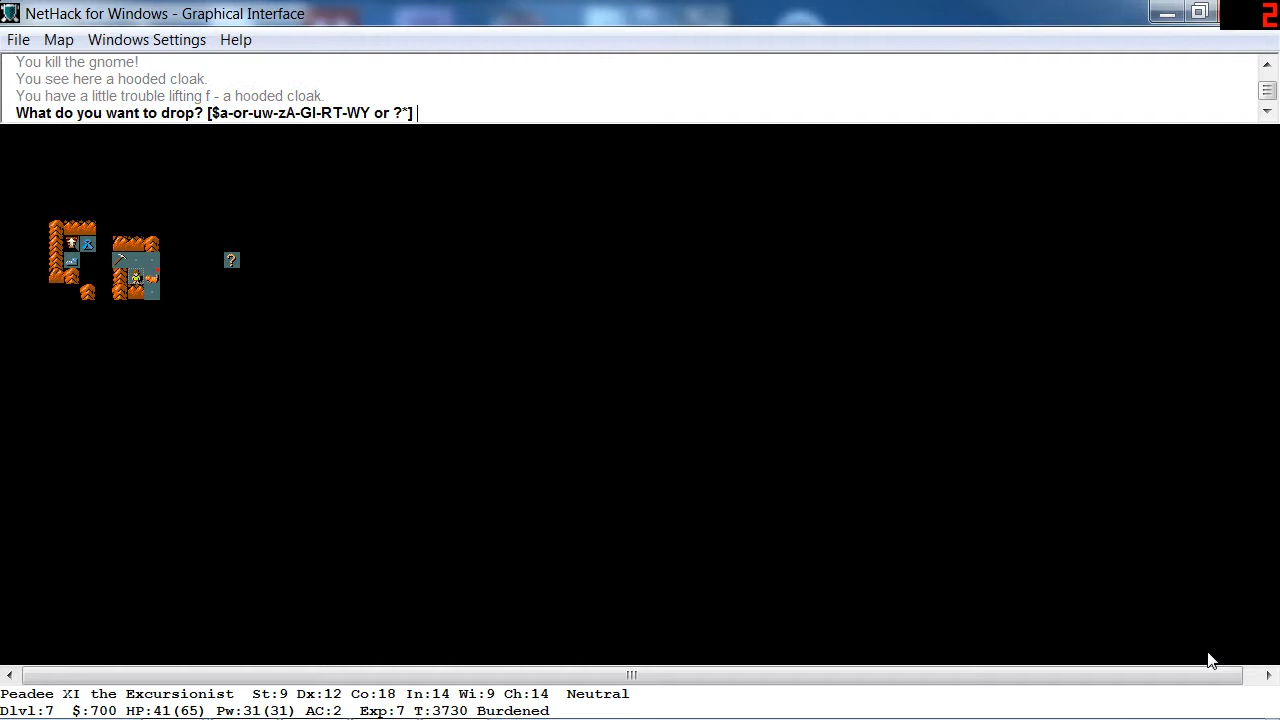 NetHack for Windows - Graphical Interface
2
File Map Windows Settings Help
You kill the gnome!
You see here a hooded cloak.
You have a little trouble lifting f - a hooded cloak.
What do you want to drop? [$a-or-uw-zA-GI-RT-WY or ?*]
?
Peadee XI the Excursionist St:9 Dx:12 Co:18 In:14 Wi:9 Ch:14 Neutral
Dlvl:7 $:700 HP:41(65) Pw:31(31) AC:2 Exp:7 T:3730 Burdened